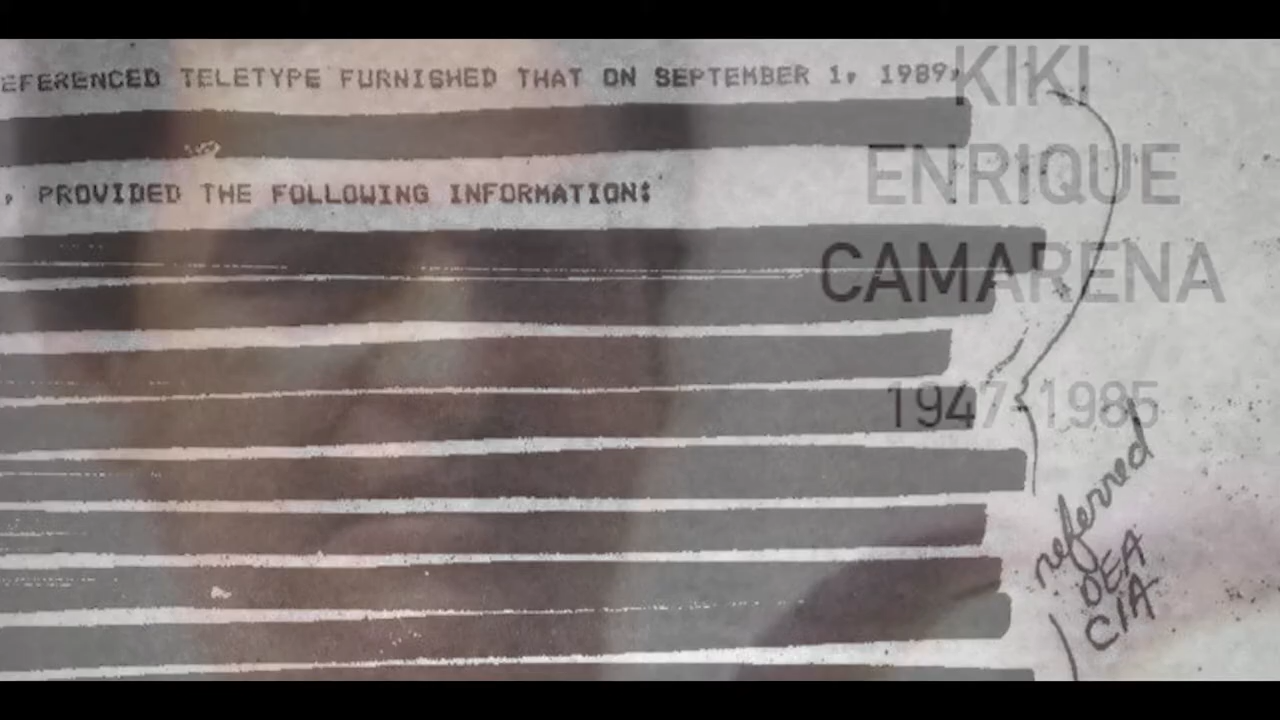 EFERENCED TELETYPE FURNISHED THAT ON SEPTEMBER 1, 1989,
, PROVIDED THE FOLLOWING INFORMATION:
KIKI
ENRIQUE
CAMARENA
1947-1985
referred
DEA
CIA